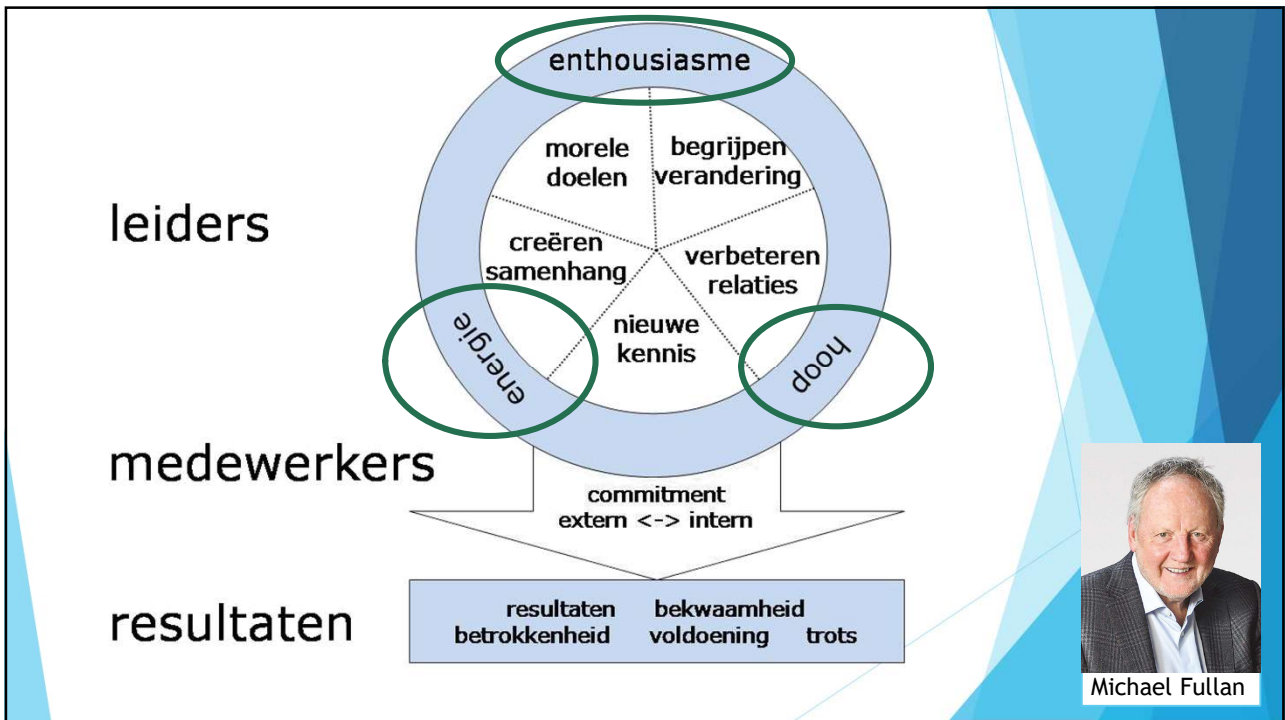 enthousiasme
morele
doelen
begrijpen
verandering
leiders
creëren
samenhang
verbeteren
relaties
nieuwe
kennis
energie
hoop
medewerkers
commitment
extern <-> intern
resultaten
resultaten bekwaamheid
betrokkenheid voldoening trots
Michael Fullan